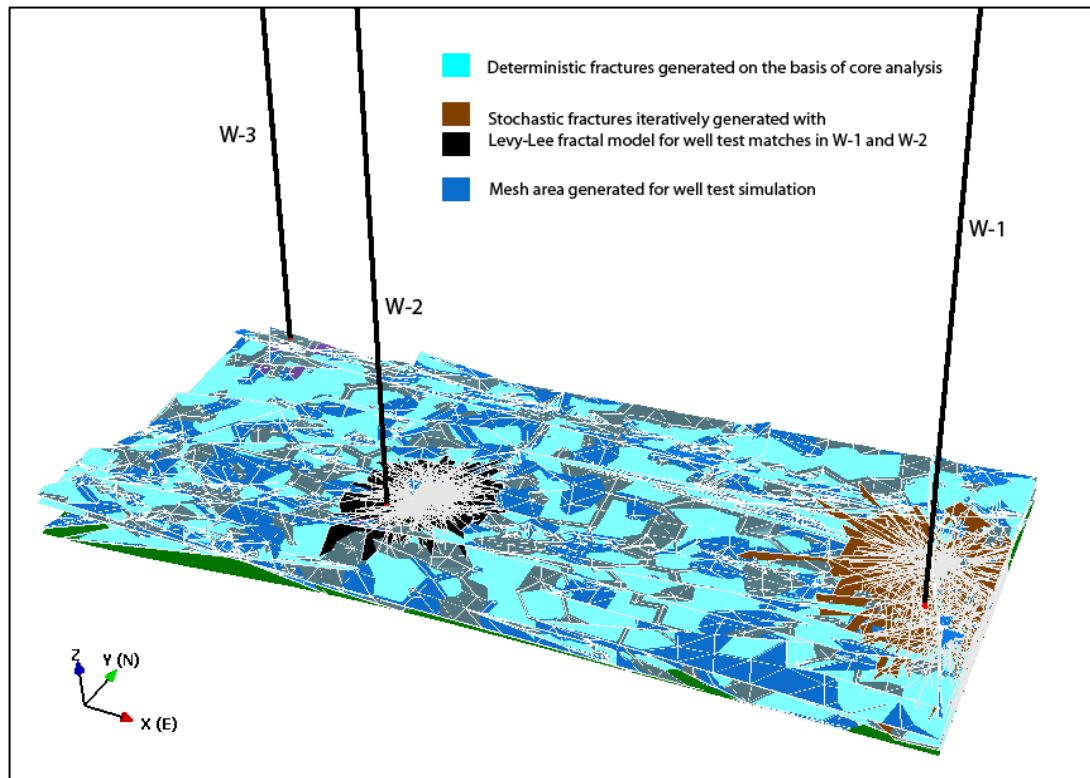 Deterministic fractures generated on the basis of core analysis
Stochastic fractures iteratively generated with
Levy-Lee fractal model for well test matches in W-1 and W-2
Mesh area generated for well test simulation
W-3
W-2
W-1
Z
Y (N)
X (E)